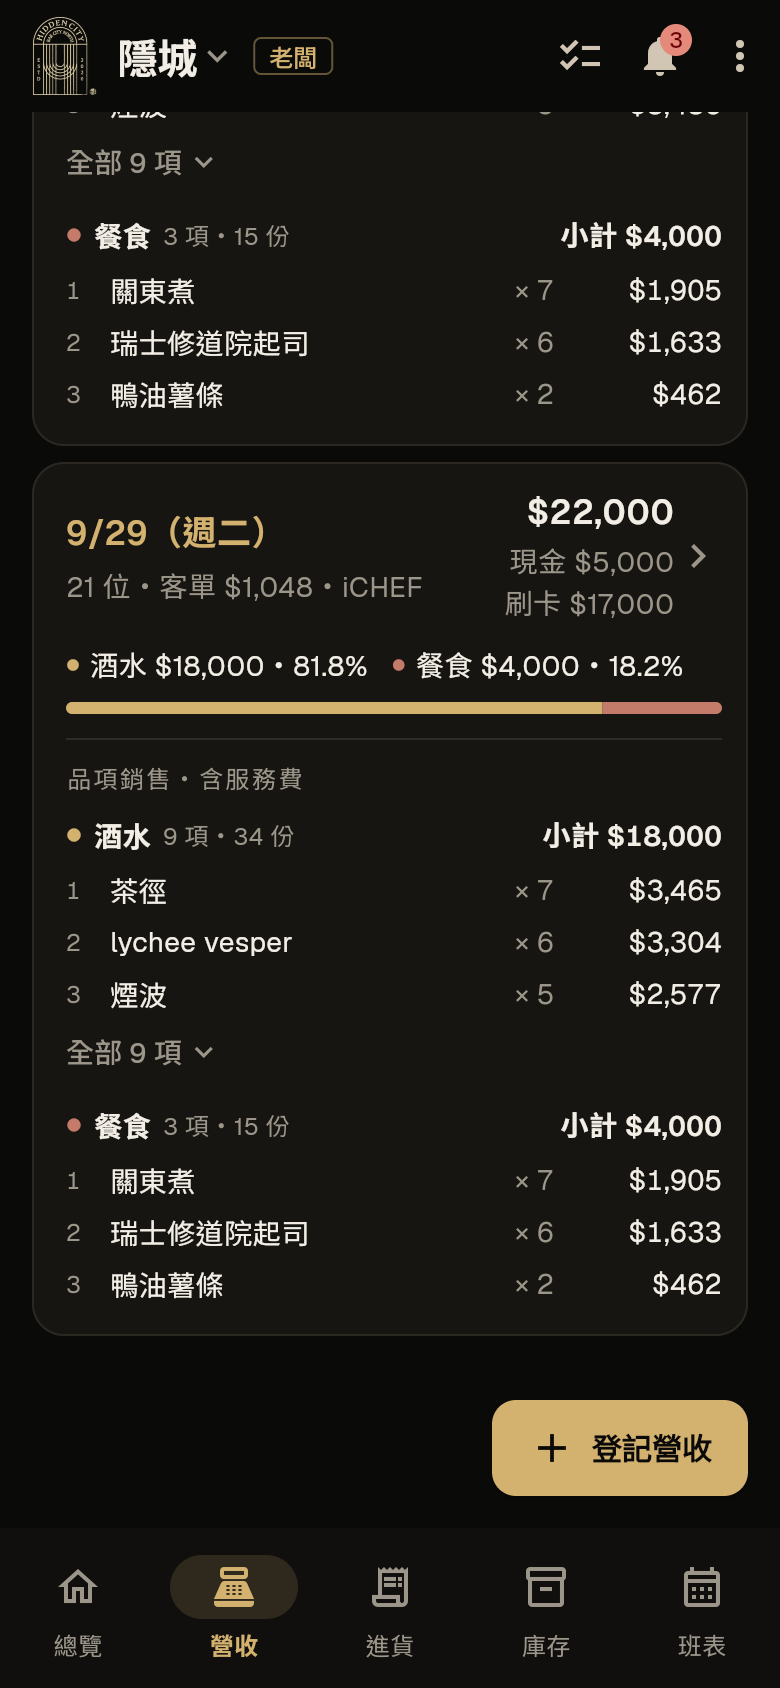 HIDDENCITY
隱城
老闆
3
煙波
全部 9 項
餐食 3 項・15 份 小計 $4,000
1 關東煮 × 7 $1,905
2 瑞士修道院起司 × 6 $1,633
3 鴨油薯條 × 2 $462
9/29（週二） $22,000
現金 $5,000
21 位・客單 $1,048・iCHEF
刷卡 $17,000
酒水 $18,000・81.8% 餐食 $4,000・18.2%
品項銷售・含服務費
酒水 9 項・34 份 小計 $18,000
1 茶徑 × 7 $3,465
2 lychee vesper × 6 $3,304
3 煙波 × 5 $2,577
全部 9 項
餐食 3 項・15 份 小計 $4,000
1 關東煮 × 7 $1,905
2 瑞士修道院起司 × 6 $1,633
3 鴨油薯條 × 2 $462
登記營收
總覽 營收 進貨 庫存 班表